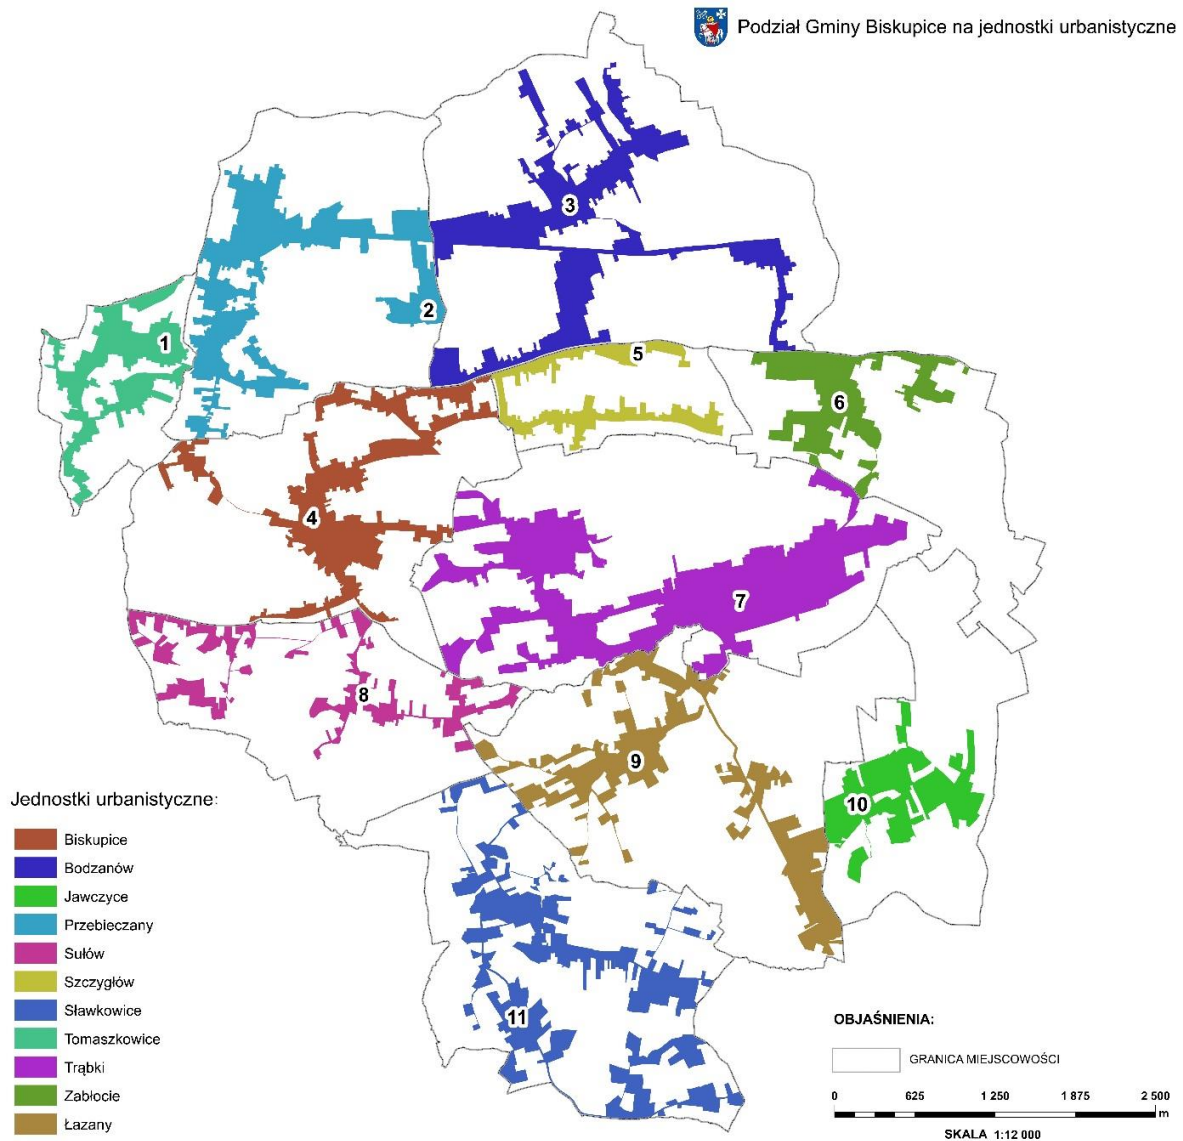 Podział Gminy Biskupice na jednostki urbanistyczne
3
2
1
5
6
4
7
8
9
10
11
Jednostki urbanistyczne:
Biskupice
Bodzanów
Jawczyce
Przebieczany
Sułów
Szczygłów
Sławkowice
Tomaszkowice
Trąbki
Zabłocie
Łazany
OBJAŚNIENIA:
GRANICA MIEJSCOWOŚCI
0 625 1 250 1 875 2 500
m
SKALA 1:12 000